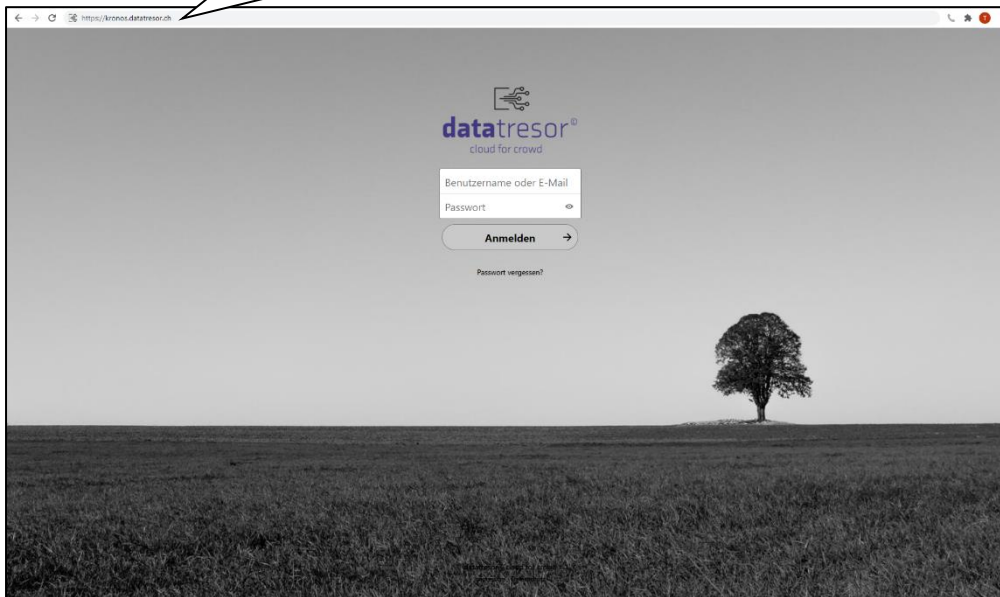 https://kronos.datatresor.ch
T
datatresor©
cloud for crowd
Benutzername oder E-Mail
Passwort
Anmelden
Passwort vergessen?